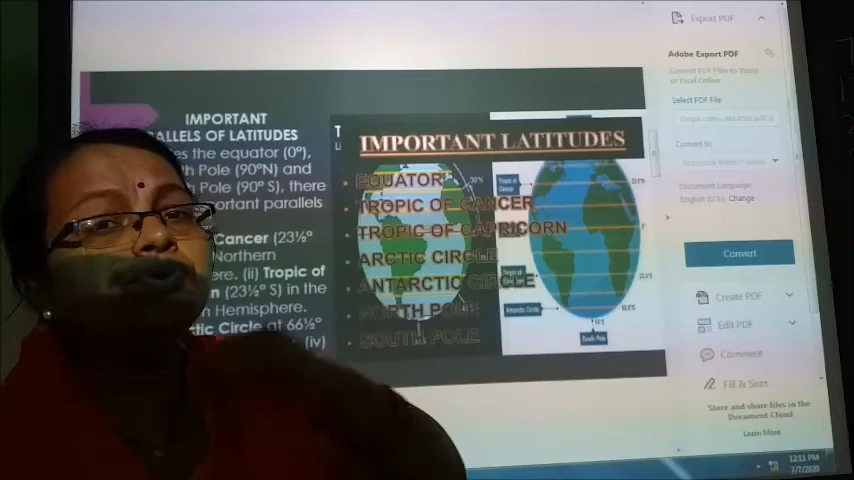 IMPORTANT
PARALLELS OF LATITUDES
the equator (0°),
Pole (90°N) and
Pole (90° S), there
important parallels
Cancer (23½°
Northern
(ii) Tropic of
(23½° S) in the
Hemisphere.
Circle at 66½°
(iv)
IMPORTANT LATITUDES
• EQUATOR
• TROPIC OF CANCER
• TROPIC OF CAPRICORN
• ARCTIC CIRCLE
• ANTARCTIC CIRCLE
• NORTH POLE
• SOUTH POLE
Tropic of
Cancer
Tropic of
Antarctic Circle
South Pole
Export PDF
Adobe Export PDF
Convert PDF Files to Word
or Excel Online
Select PDF File
Convert to
Document Language:
English (U.S.) Change
Convert
Create PDF
Edit PDF
Comment
Fill & Sign
Store and share files in the
Document Cloud
Learn More
12:11 PM
7/7/2020